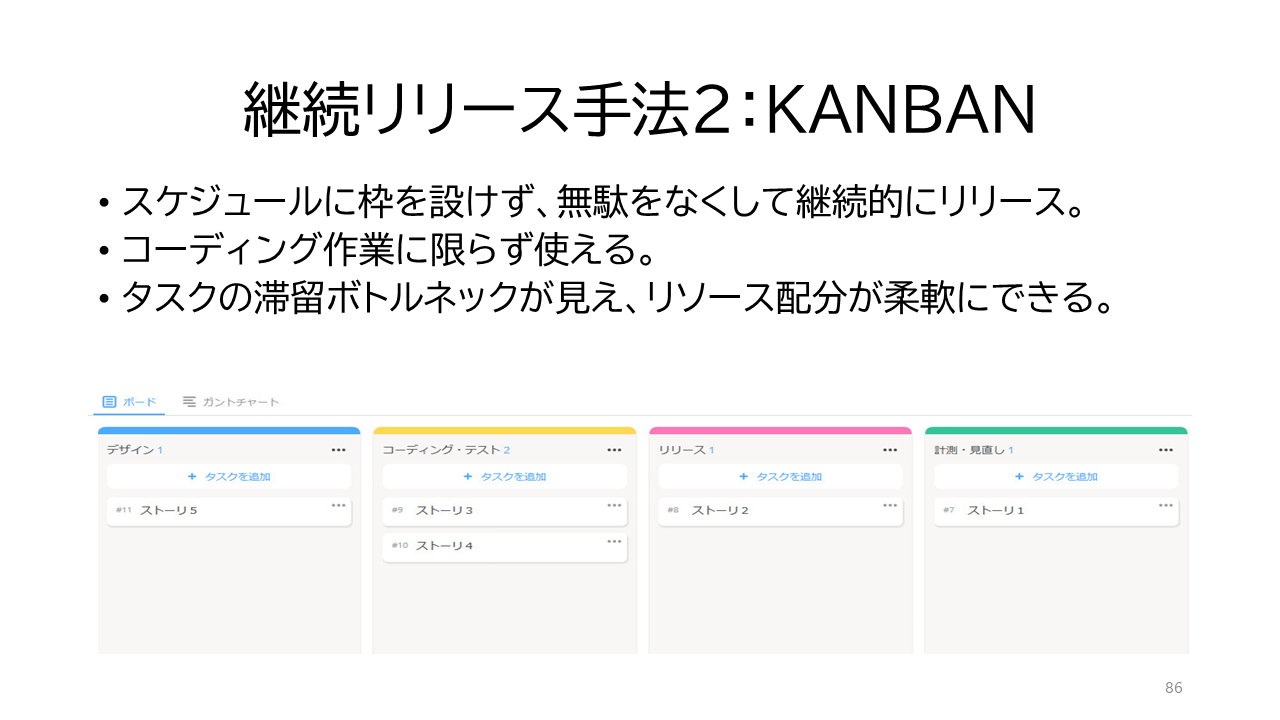 継続リリース手法2：KANBAN
• スケジュールに枠を設けず、無駄をなくして継続的にリリース。
• コーディング作業に限らず使える。
• タスクの滞留ボトルネックが見え、リソース配分が柔軟にできる。
ボード ガントチャート
デザイン 1 ••• コーディング・テスト 2 ••• リリース 1 ••• 計測・見直し 1 •••
+ タスクを追加 + タスクを追加 + タスクを追加 + タスクを追加
#11 ストーリ5 ••• #9 ストーリ3 ••• #8 ストーリ2 ••• #7 ストーリ1 •••
#10 ストーリ4 •••
86